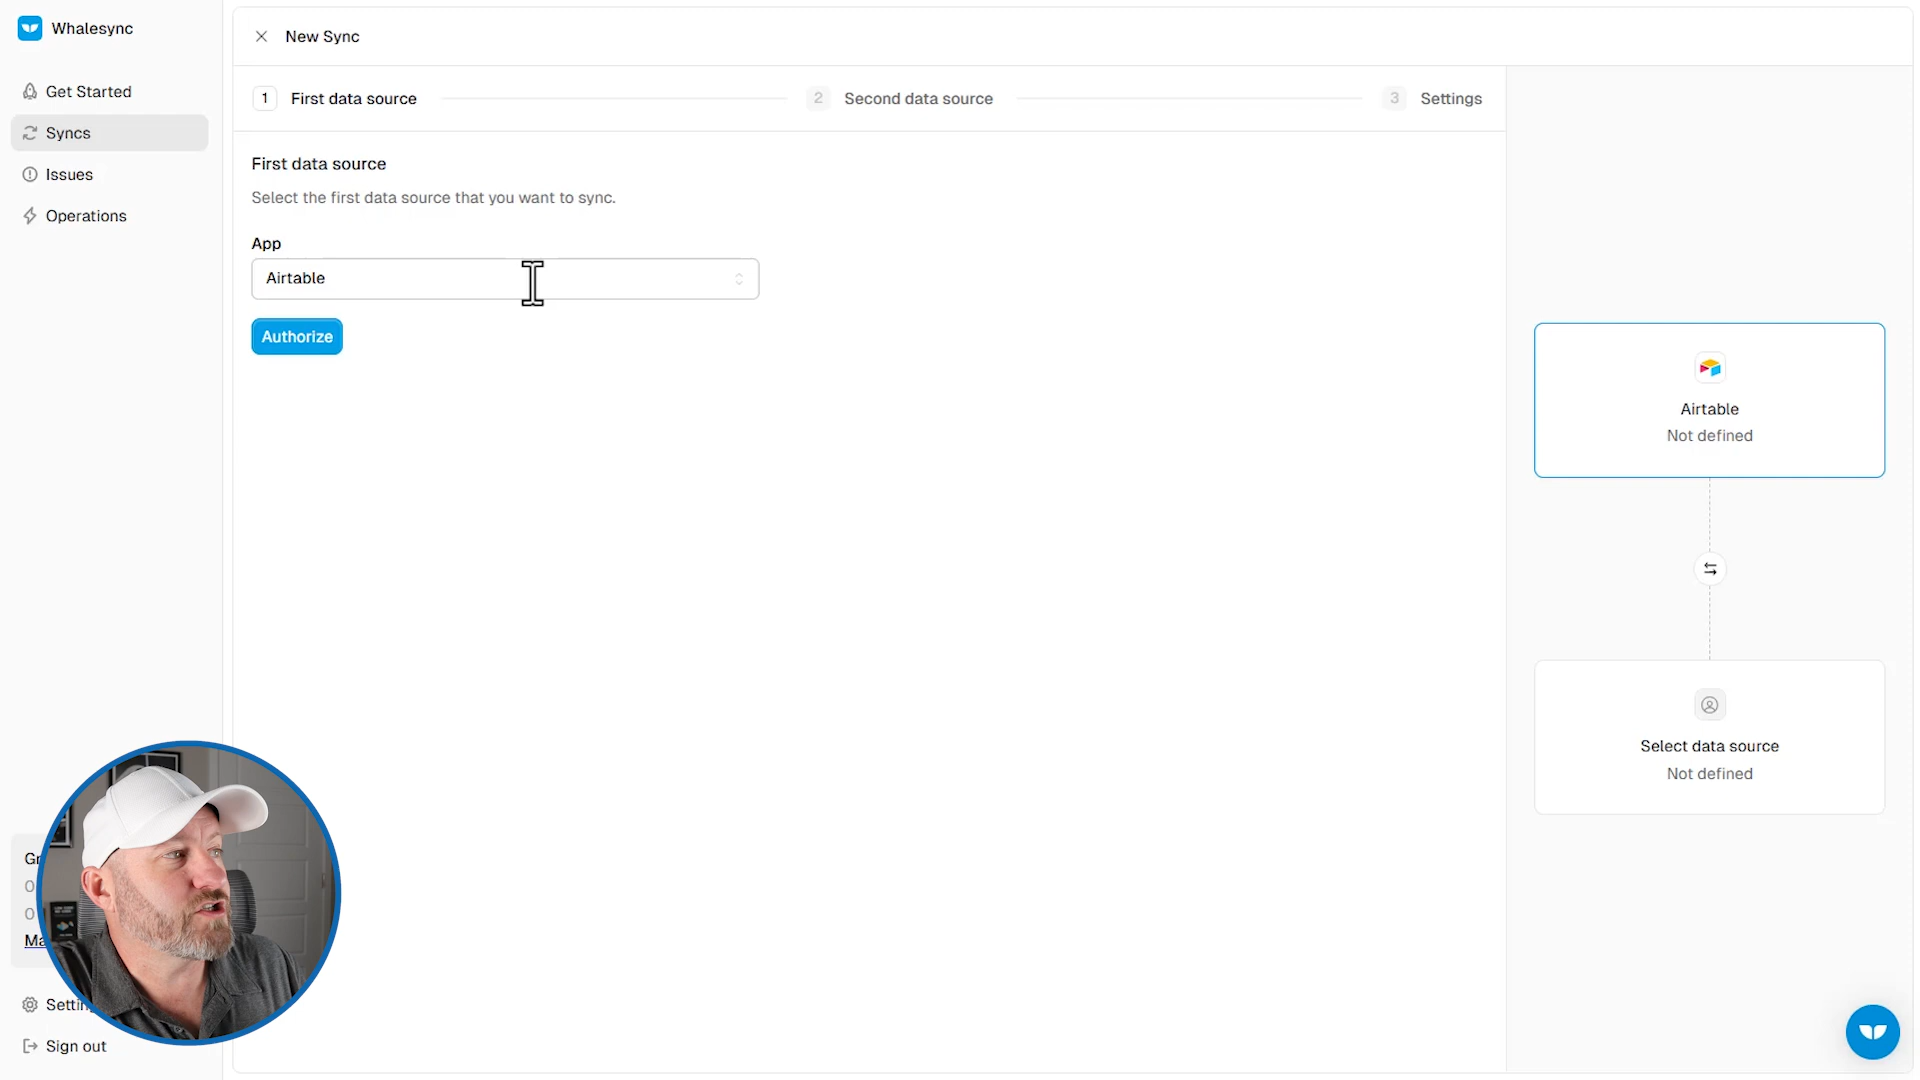 Whalesync
Get Started
Syncs
Issues
Operations
New Sync
1 First data source
2 Second data source
3 Settings
First data source
Select the first data source that you want to sync.
App
Airtable
Authorize
Airtable
Not defined
Select data source
Not defined
Sign out